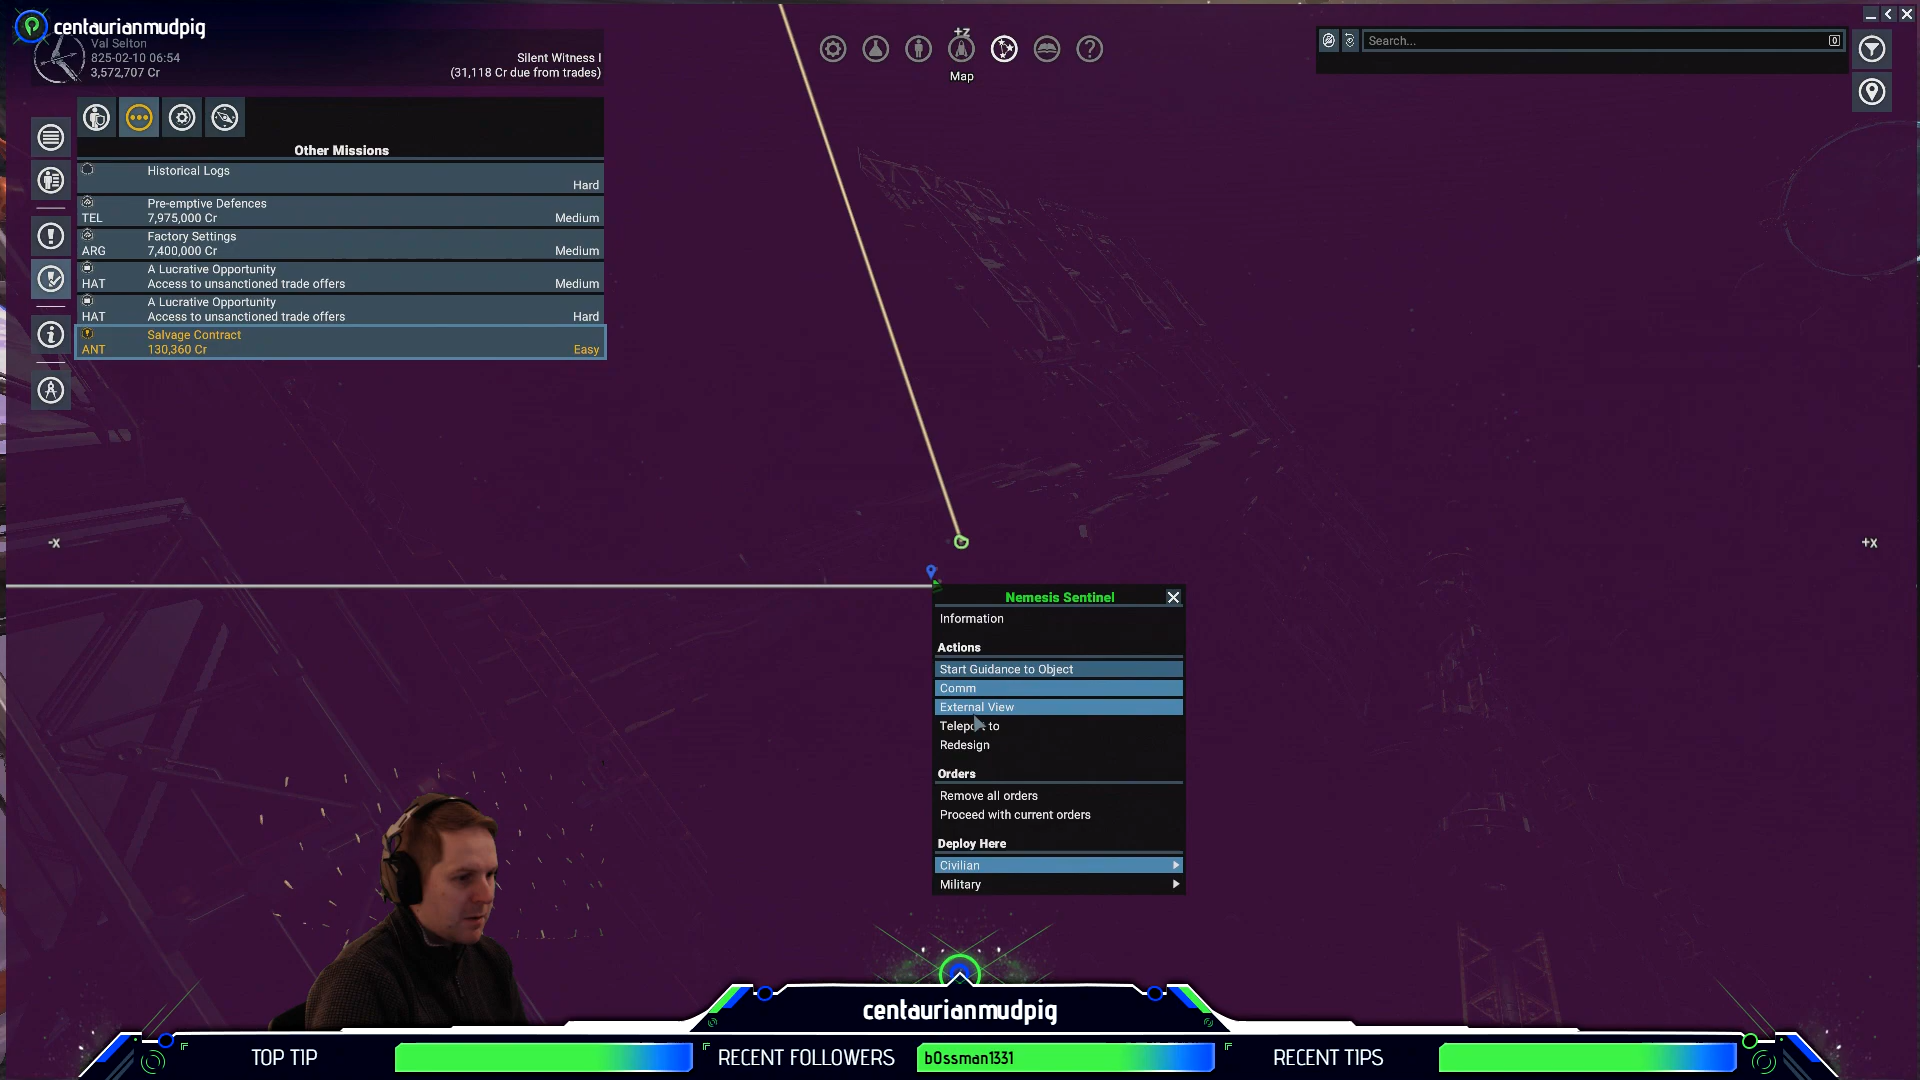 centaurianmudpig
Val Selton
825-02-10 06:54
3,572,707 Cr
Silent Witness I
(31,118 Cr due from trades)
+Z
Map
Search...
Other Missions
Historical Logs
Hard
Pre-emptive Defences
TEL 7,975,000 Cr Medium
Factory Settings
ARG 7,400,000 Cr Medium
A Lucrative Opportunity
HAT Access to unsanctioned trade offers Medium
A Lucrative Opportunity
HAT Access to unsanctioned trade offers Hard
Salvage Contract
ANT 130,360 Cr Easy
-X
+X
Nemesis Sentinel
Information
Actions
Start Guidance to Object
Comm
External View
Teleport to
Redesign
Orders
Remove all orders
Proceed with current orders
Deploy Here
Civilian
Military
centaurianmudpig
TOP TIP
RECENT FOLLOWERS
b0ssman1331
RECENT TIPS